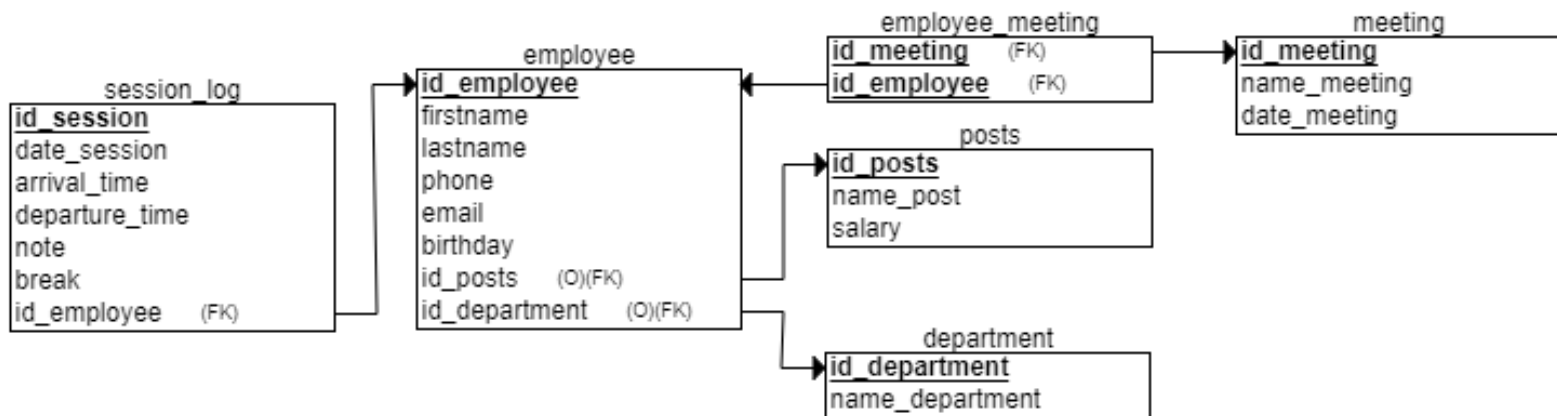 session_log
id_session
date_session
arrival_time
departure_time
note
break
id_employee (FK)
employee
id_employee
firstname
lastname
phone
email
birthday
id_posts (O)(FK)
id_department (O)(FK)
employee_meeting
id_meeting (FK)
id_employee (FK)
meeting
id_meeting
name_meeting
date_meeting
posts
id_posts
name_post
salary
department
id_department
name_department